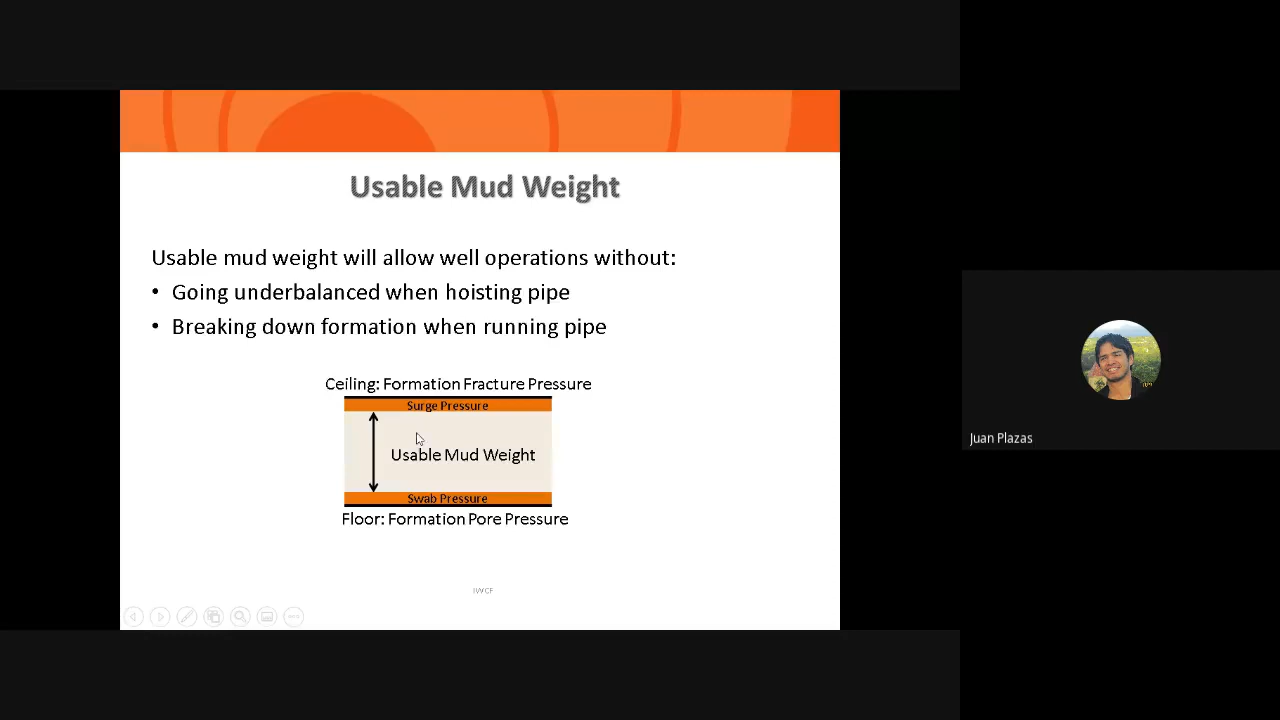 Usable Mud Weight
Usable mud weight will allow well operations without:
• Going underbalanced when hoisting pipe
• Breaking down formation when running pipe
Ceiling: Formation Fracture Pressure
Surge Pressure
Usable Mud Weight
Swab Pressure
Floor: Formation Pore Pressure
IWCF
Juan Plazas